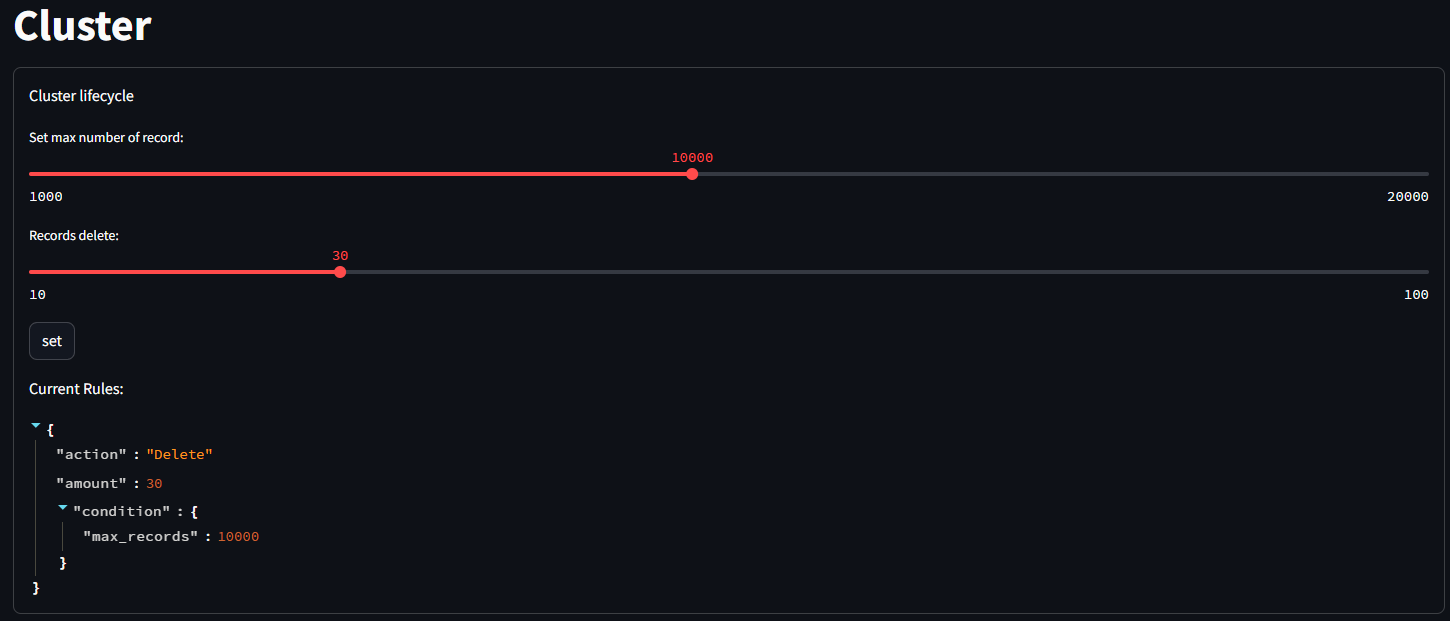 Cluster
Cluster lifecycle
Set max number of record:
10000
1000 20000
Records delete:
30
10 100
set
Current Rules:
{
"action" : "Delete"
"amount" : 30
"condition" : {
"max_records" : 10000
}
}